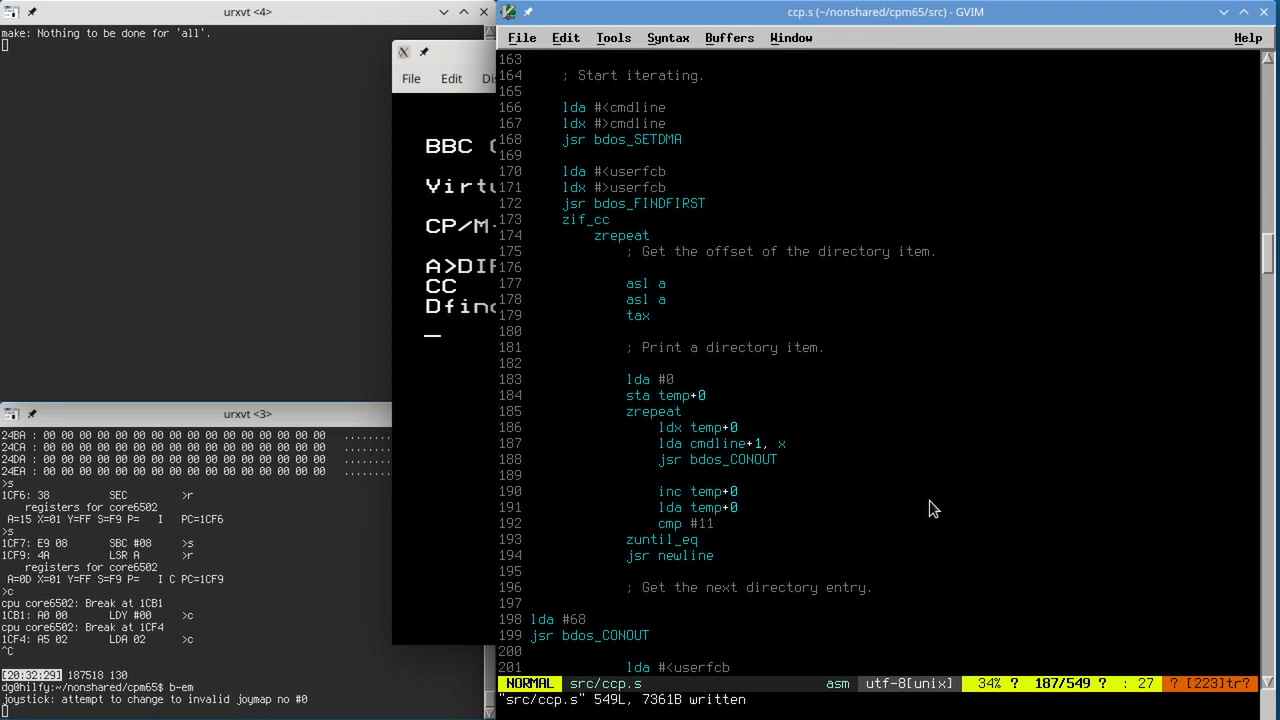 urxvt <4>
make: Nothing to be done for 'all'.
File Edit
BBC
CP/M
A>DIR
CC
urxvt <3>
24BA : 00 00 00 00 00 00 00 00 00 00 00 00 00 00 00 00 ........
24CA : 00 00 00 00 00 00 00 00 00 00 00 00 00 00 00 00 ........
24DA : 00 00 00 00 00 00 00 00 00 00 00 00 00 00 00 00 ........
24EA : 00 00 00 00 00 00 00 00 00 00 00 00 00 00 00 00 ........
>s
1CF6: 38 SEC >r
registers for core6502
A=15 X=01 Y=FF S=F9 P= I PC=1CF6
>s
1CF7: E9 08 SBC #08 >s
1CF9: 4A LSR A >r
registers for core6502
A=0D X=01 Y=FF S=F9 P= I C PC=1CF9
>c
cpu core6502: Break at 1CB1
1CB1: A0 00 LDY #00 >c
cpu core6502: Break at 1CF4
1CF4: A5 02 LDA 02 >c
^C
[20:32:29] 187518 130
dg@hilfy:~/nonshared/cpm65$ b-em
joystick: attempt to change to invalid joymap no #0
ccp.s (~/nonshared/cpm65/src) - GVIM
File Edit Tools Syntax Buffers Window Help
163
164 ; Start iterating.
165
166 lda #<cmdline
167 ldx #>cmdline
168 jsr bdos_SETDMA
169
170 lda #<userfcb
171 ldx #>userfcb
172 jsr bdos_FINDFIRST
173 zif_cc
174 zrepeat
175 ; Get the offset of the directory item.
176
177 asl a
178 asl a
179 tax
180
181 ; Print a directory item.
182
183 lda #0
184 sta temp+0
185 zrepeat
186 ldx temp+0
187 lda cmdline+1, x
188 jsr bdos_CONOUT
189
190 inc temp+0
191 lda temp+0
192 cmp #11
193 zuntil_eq
194 jsr newline
195
196 ; Get the next directory entry.
197
198 lda #68
199 jsr bdos_CONOUT
200
201 lda #<userfcb
NORMAL src/ccp.s asm utf-8[unix] 34% ? 187/549 ? : 27 ? [223]tr?
"src/ccp.s" 549L, 7361B written